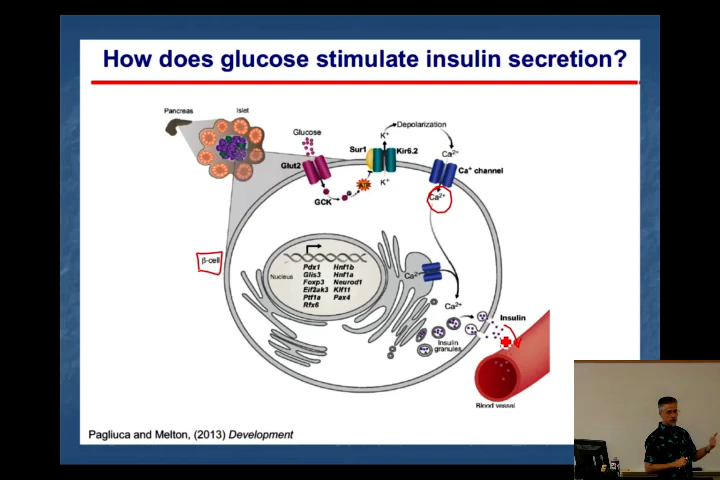 How does glucose stimulate insulin secretion?
Pancreas
Islet
Glucose
Glut2
GCK
ATP
Sur1
K+
Kir6.2
K+
Depolarization
Ca2+
Ca+ channel
Ca2+
β-cell
Nucleus
Pdx1 Hnf1b
Glis3 Hnf1a
Foxp3 Neurod1
Eif2ak3 Klf11
Ptf1a Pax4
Rfx6
Ca2+
Ca2+
Insulin
Insulin
granules
Blood vessel
Pagliuca and Melton, (2013) Development